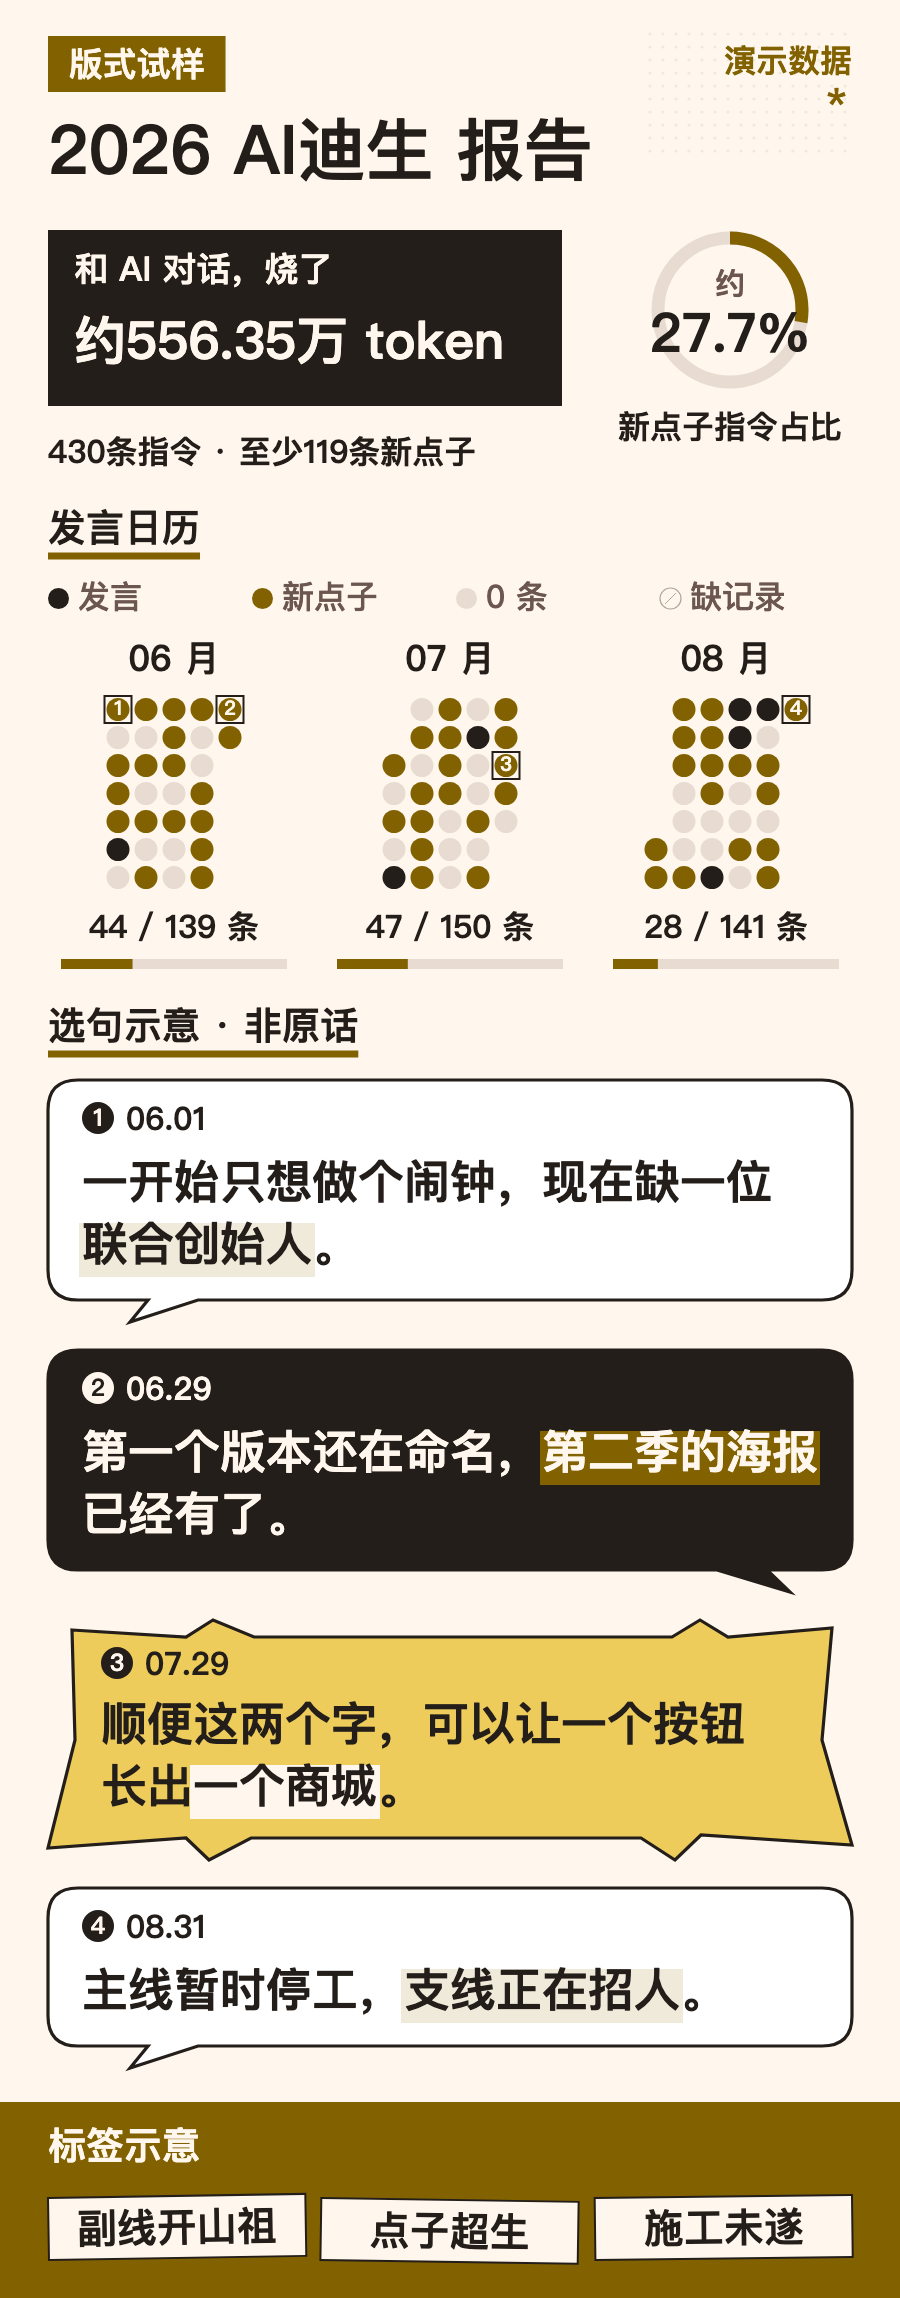 版式试样
演示数据
*
2026 AI迪生 报告
和 AI 对话，烧了
约556.35万 token
约
27.7%
新点子指令占比
430条指令 · 至少119条新点子
发言日历
发言 新点子 0 条 缺记录
06 月 07 月 08 月
1 2 4
3
44 / 139 条 47 / 150 条 28 / 141 条
选句示意 · 非原话
1 06.01
一开始只想做个闹钟，现在缺一位
联合创始人。
2 06.29
第一个版本还在命名，第二季的海报
已经有了。
3 07.29
顺便这两个字，可以让一个按钮
长出一个商城。
4 08.31
主线暂时停工，支线正在招人。
标签示意
副线开山祖 点子超生 施工未遂